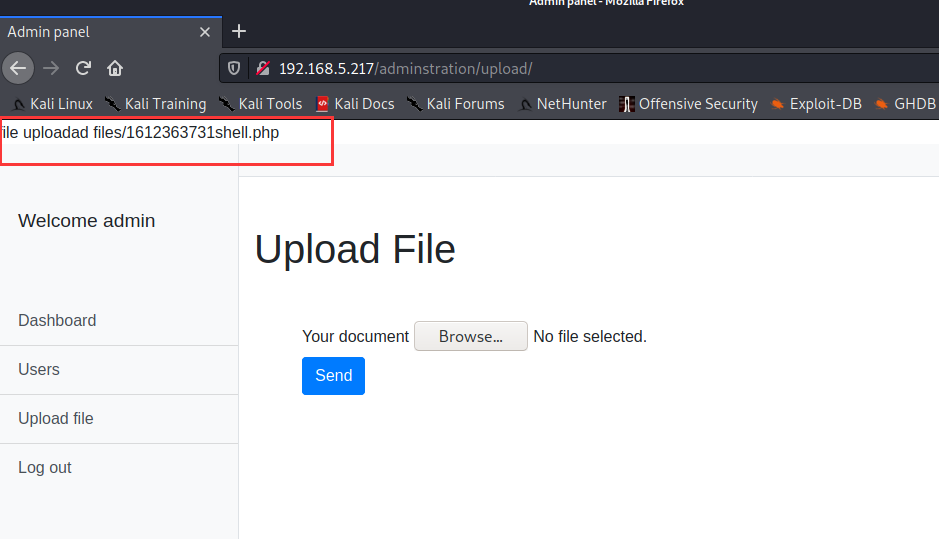 Admin panel - Mozilla Firefox
Admin panel
192.168.5.217/adminstration/upload/
Kali Linux Kali Training Kali Tools Kali Docs Kali Forums NetHunter Offensive Security Exploit-DB GHDB
ile uploadad files/1612363731shell.php
Welcome admin
Dashboard
Users
Upload file
Log out
Upload File
Your document Browse... No file selected.
Send